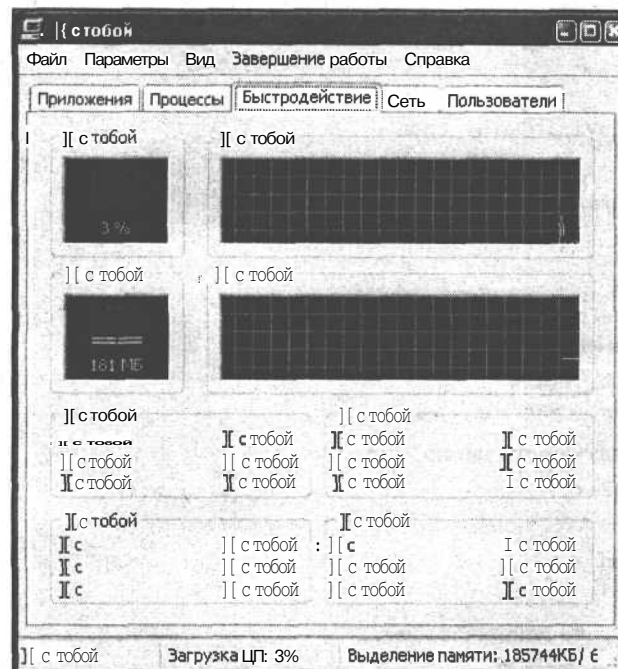 ][ с тобой
Файл Параметры Вид Завершение работы Справка
Приложения Процессы Быстродействие Сеть Пользователи
][ с тобой ][ с тобой
3 %
][ с тобой ][ с тобой
181 МБ
][ с тобой ][ с тобой
][ с тобой ][ с тобой ][ с тобой ][ с тобой
][ с тобой ][ с тобой ][ с тобой ][ с тобой
][ с тобой ][ с тобой ][ с тобой I с тобой
][ с тобой ][ с тобой
][ с ][ с тобой : ][ с I с тобой
][ с ][ с тобой ][ с тобой ][ с тобой
][ с ][ с тобой ][ с тобой ][ с тобой
][ с тобой Загрузка ЦП: 3% Выделение памяти: 185744КБ/